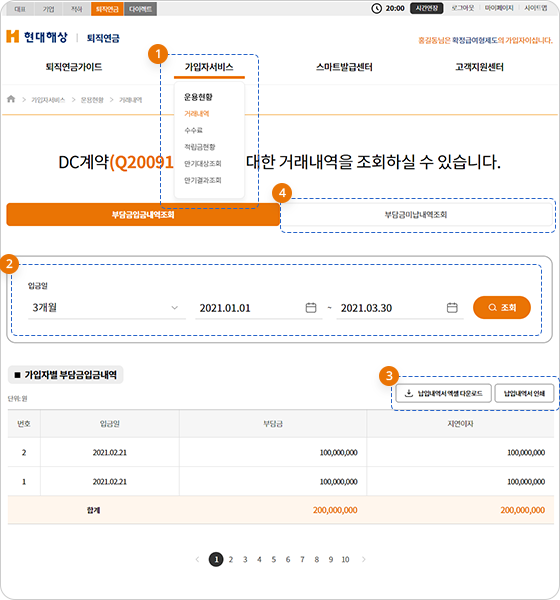 대표 기업 적하 퇴직연금 다이렉트
20:00 시간연장 로그아웃 마이페이지 사이트맵
현대해상 퇴직연금
홍길동님은 확정급여형제도의 가입자이십니다.
1
퇴직연금가이드 가입자서비스 스마트발급센터 고객지원센터
가입자서비스 > 운용현황 > 거래내역
운용현황
거래내역
수수료
적립금현황
만기대상조회
만기결과조회
DC계약(Q20091 대한 거래내역을 조회하실 수 있습니다.
4
부담금입금내역조회 부담금미납내역조회
2
입금일
3개월 2021.01.01 ~ 2021.03.30 조회
■ 가입자별 부담금입금내역
3
단위: 원
납입내역서 엑셀 다운로드 납입내역서 인쇄
번호 입금일 부담금 지연이자
2 2021.02.21 100,000,000 100,000,000
1 2021.02.21 100,000,000 100,000,000
합계 200,000,000 200,000,000
< 1 2 3 4 5 6 7 8 9 10 >